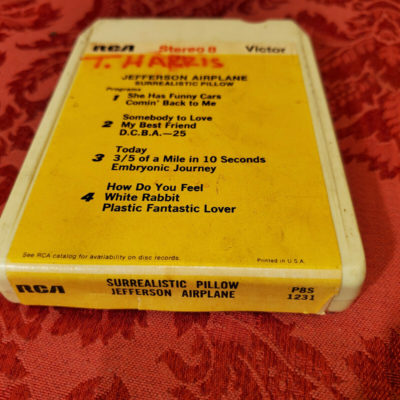 RCA Stereo 8 Victor
T. HARRIS
JEFFERSON AIRPLANE
SURREALISTIC PILLOW
Programs
1 She Has Funny Cars
Comin' Back to Me
2 Somebody to Love
My Best Friend
D.C.B.A.—25
3 Today
3/5 of a Mile in 10 Seconds
Embryonic Journey
4 How Do You Feel
White Rabbit
Plastic Fantastic Lover
See RCA catalog for availability on disc records.
Printed in U.S.A.
RCA SURREALISTIC PILLOW P8S
JEFFERSON AIRPLANE 1231